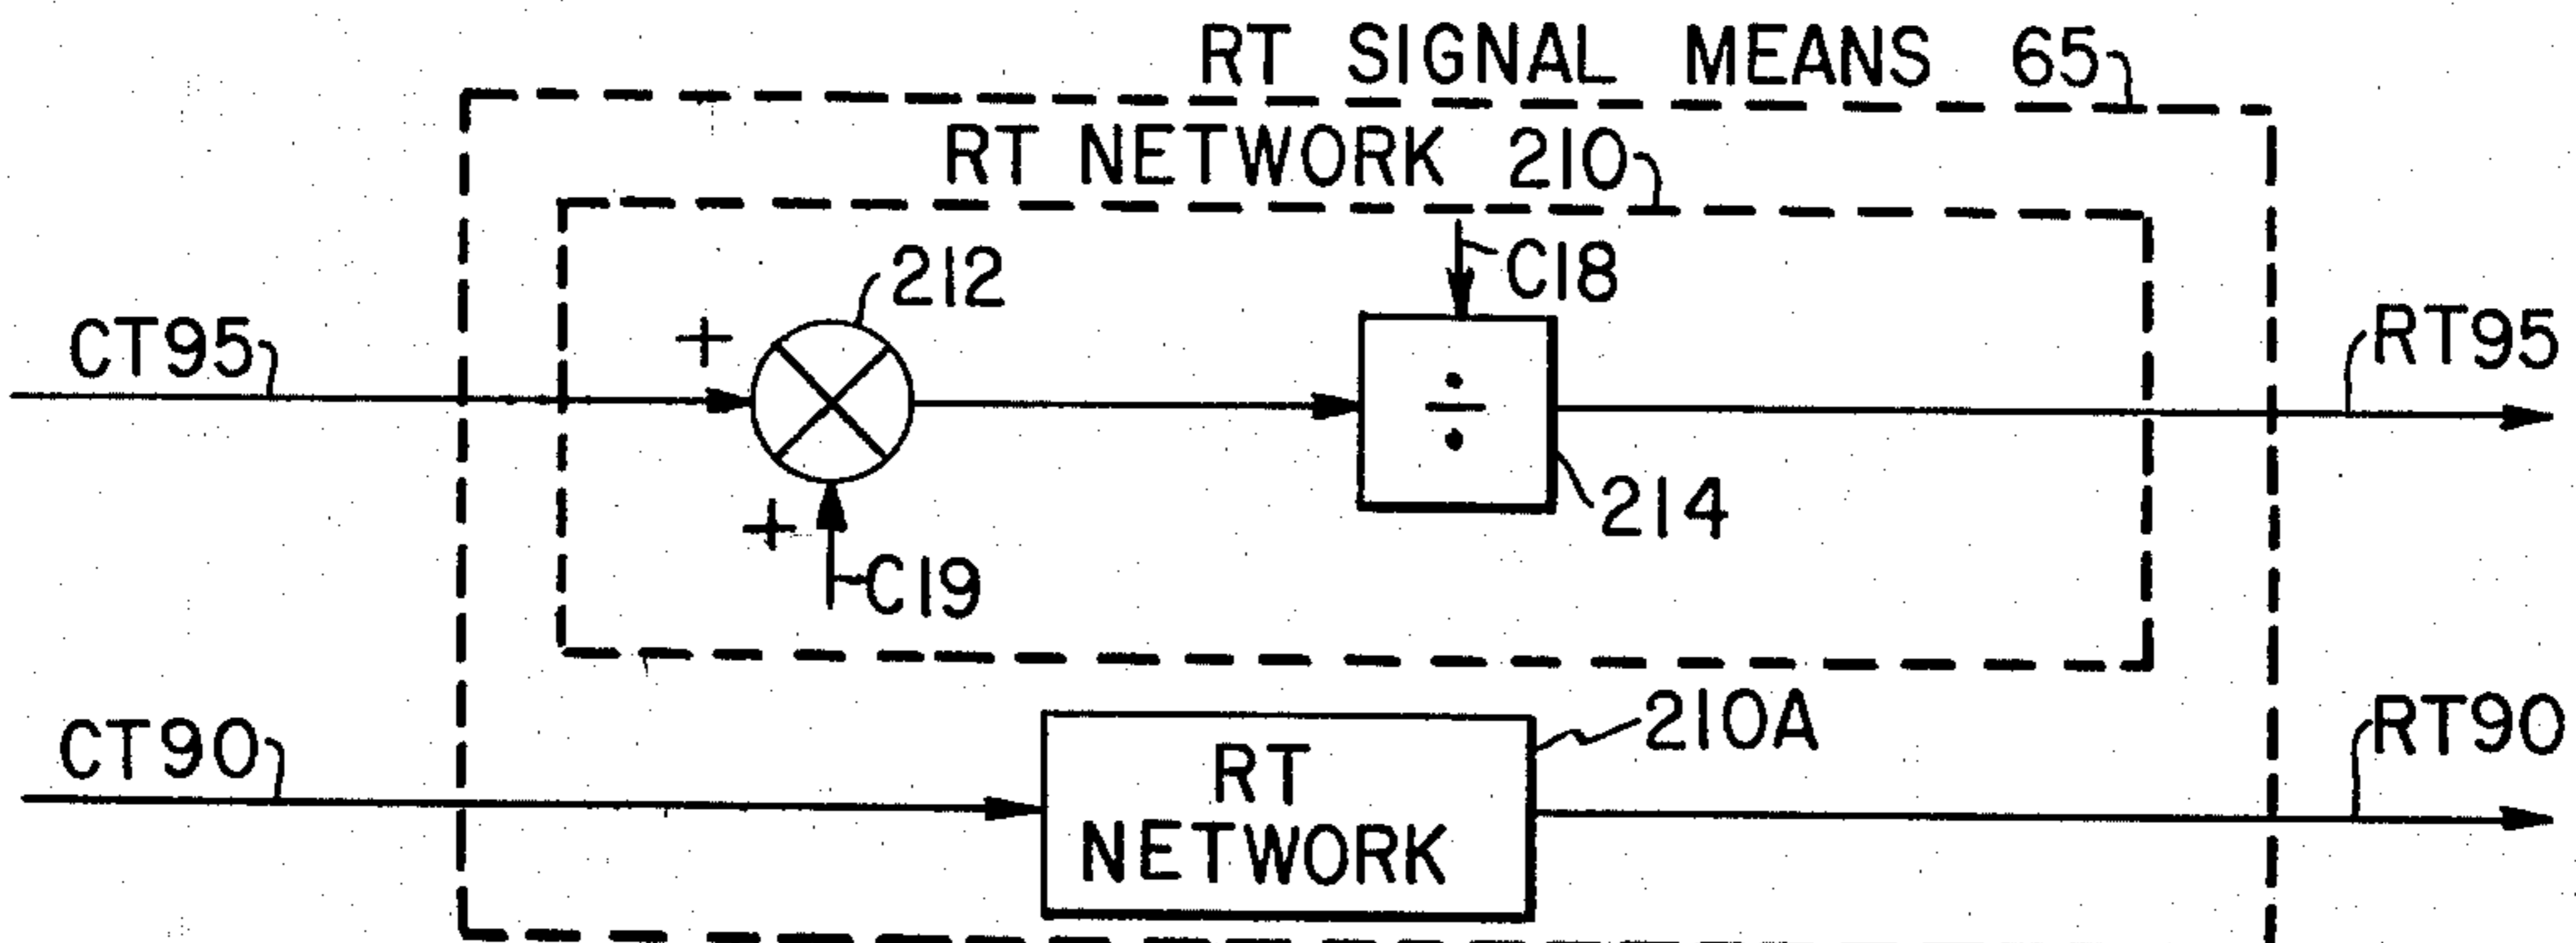 RT SIGNAL MEANS 65
RT NETWORK 210
212
C18
CT95
+
÷
RT95
214
+
C19
210A
CT90
RT
NETWORK
RT90